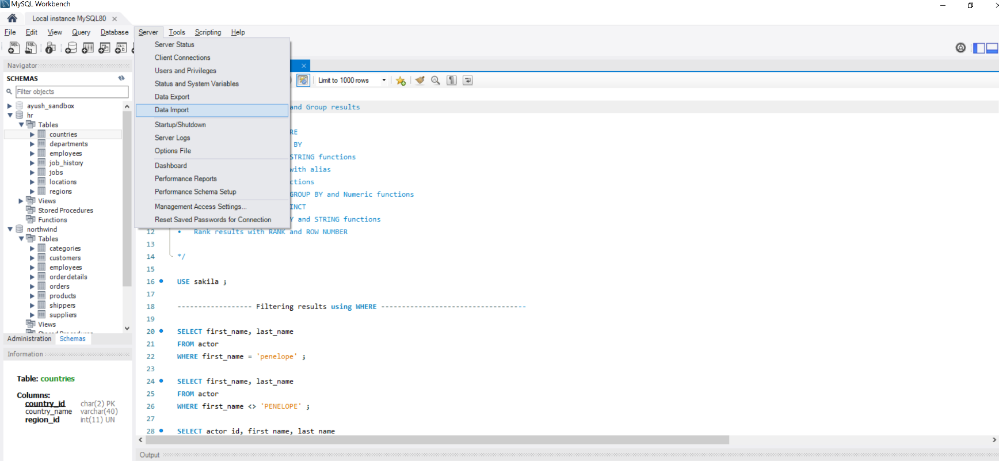 MySQL Workbench
Local instance MySQL80
File Edit View Query Database Server Tools Scripting Help
Navigator
SCHEMAS
Filter objects
ayush_sandbox
hr
Tables
countries
departments
employees
job_history
jobs
locations
regions
Views
Stored Procedures
Functions
northwind
Tables
categories
customers
employees
orderdetails
orders
products
shippers
suppliers
Views
Administration Schemas
Information
Table: countries
Columns:
country_id char(2) PK
country_name varchar(40)
region_id int(11) UN
Server Status
Client Connections
Users and Privileges
Status and System Variables
Data Export
Data Import
Startup/Shutdown
Server Logs
Options File
Dashboard
Performance Reports
Performance Schema Setup
Management Access Settings...
Reset Saved Passwords for Connection
Limit to 1000 rows
and Group results
RE
BY
STRING functions
with alias
ctions
GROUP BY and Numeric functions
INCT
Y and STRING functions
12 • Rank results with RANK and ROW NUMBER
13
14 */
15
16 USE sakila ;
17
18 ------------------ Filtering results using WHERE -----------------------------------
19
20 SELECT first_name, last_name
21 FROM actor
22 WHERE first_name = 'penelope' ;
23
24 SELECT first_name, last_name
25 FROM actor
26 WHERE first_name <> 'PENELOPE' ;
27
28 SELECT actor_id, first_name, last_name
Output